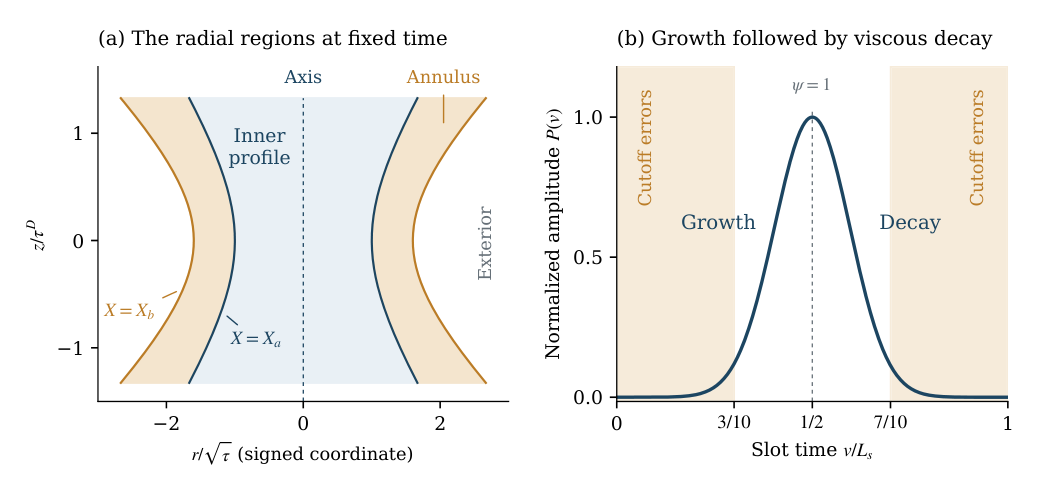 (a) The radial regions at fixed time
Axis
Annulus
Inner
profile
Exterior
X = X_b
X = X_a
z/τ^D
1
0
−1
−2
0
2
r/√τ (signed coordinate)
(b) Growth followed by viscous decay
ψ = 1
Cutoff errors
Cutoff errors
Growth
Decay
Normalized amplitude P(v)
1.0
0.5
0.0
0
3/10
1/2
7/10
1
Slot time v/L_s